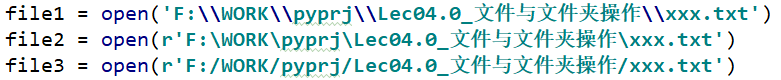 file1 = open('F:\\WORK\\pyprj\\Lec04.0_文件与文件夹操作\\xxx.txt')
file2 = open(r'F:\WORK\pyprj\Lec04.0_文件与文件夹操作\xxx.txt')
file3 = open(r'F:/WORK/pyprj/Lec04.0_文件与文件夹操作/xxx.txt')